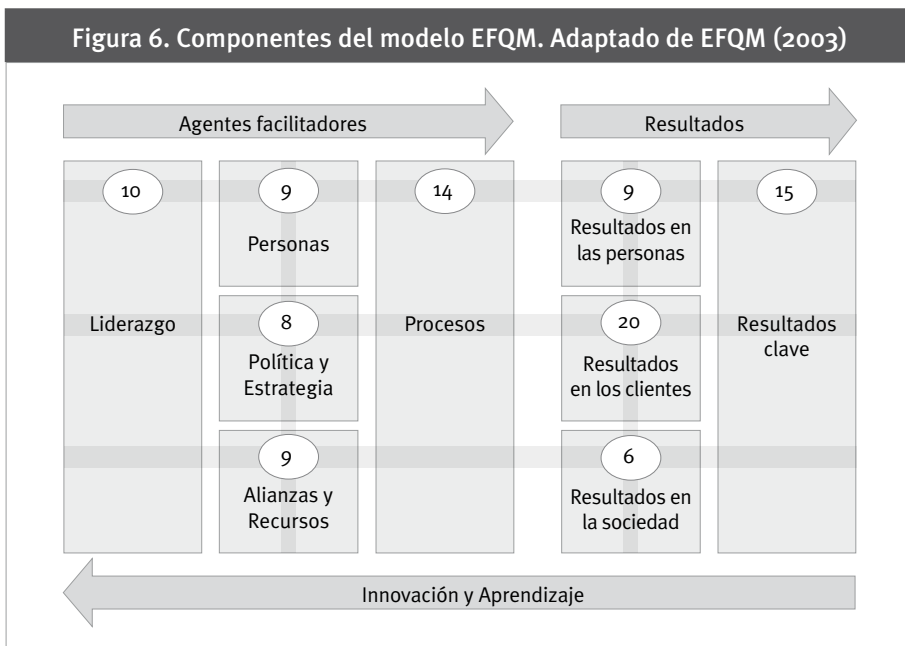 Figura 6. Componentes del modelo EFQM. Adaptado de EFQM (2003)
Agentes facilitadores
Resultados
10
Liderazgo
9
Personas
8
Política y
Estrategia
9
Alianzas y
Recursos
14
Procesos
9
Resultados en
las personas
20
Resultados
en los clientes
6
Resultados en
la sociedad
15
Resultados
clave
Innovación y Aprendizaje